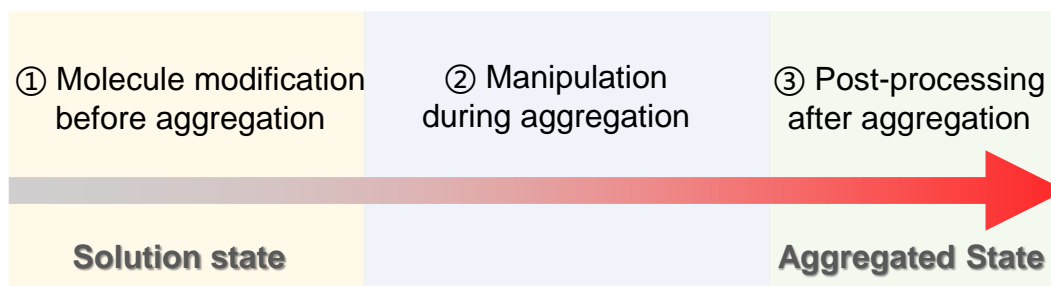 ① Molecule modification
before aggregation
② Manipulation
during aggregation
③ Post-processing
after aggregation
Solution state
Aggregated State